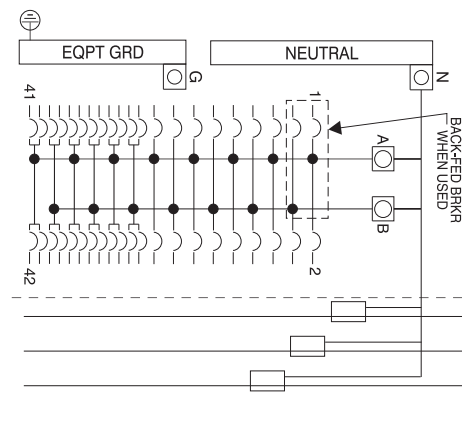 EQPT GRD
NEUTRAL
G
N
41
1
A
BACK-FED BRKR
WHEN USED
B
42
2